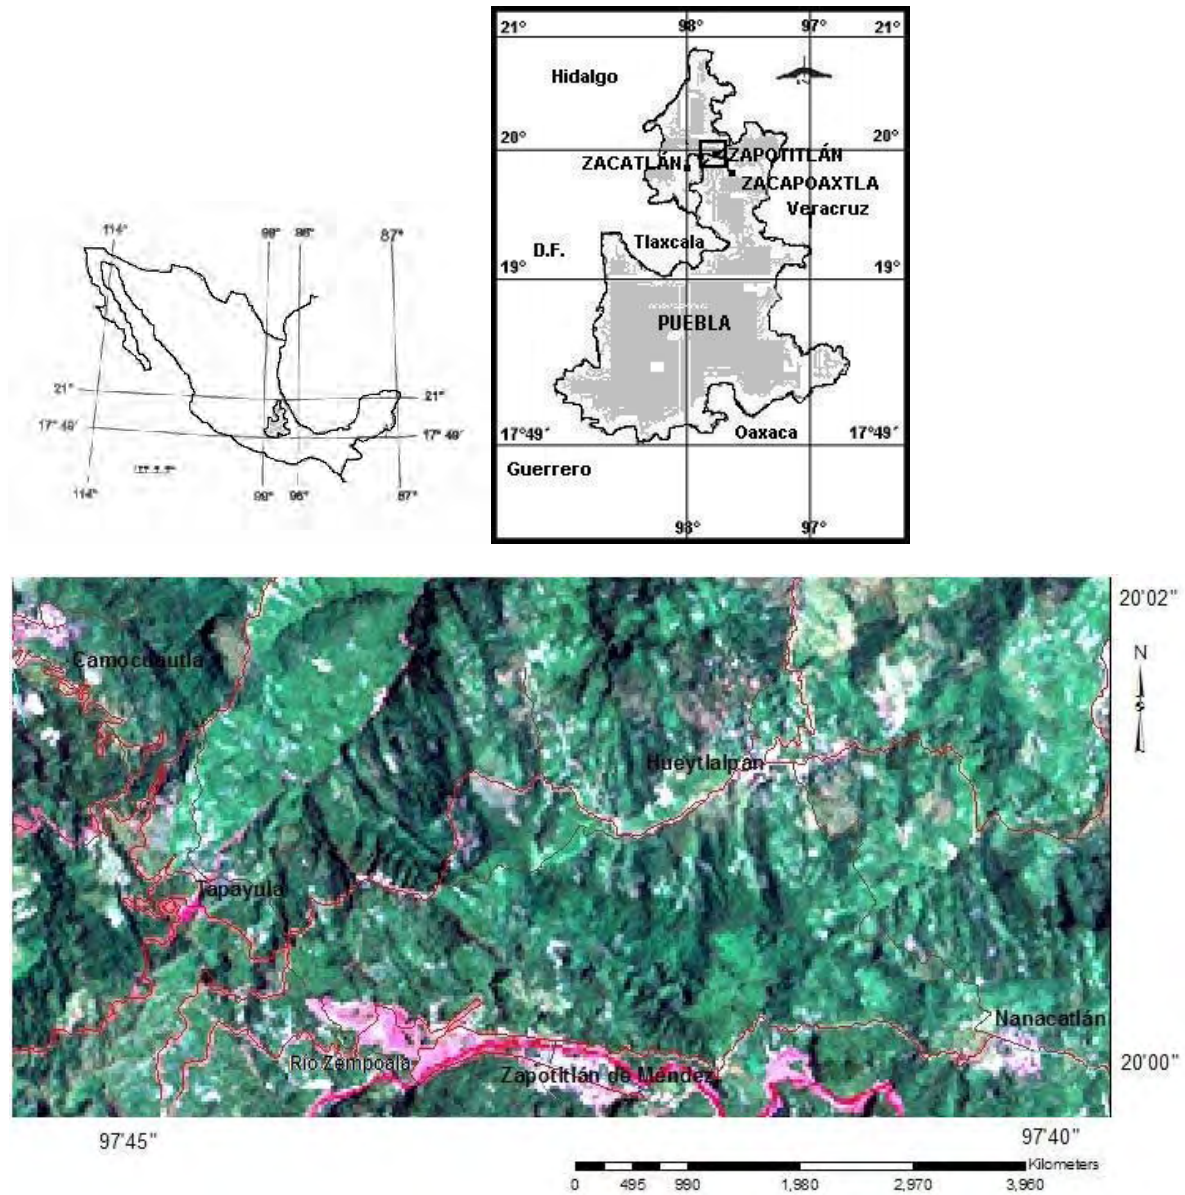 114°
98°
96°
87°
21°
21°
17° 49'
17° 49'
114°
99°
96°
87°
98°
97°
21°
21°
Hidalgo
20°
20°
ZACATLÁN
ZAPOTITLÁN
ZACAPOAXTLA
Veracruz
Tlaxcala
D.F.
19°
19°
PUEBLA
17°49´
17°49´
Oaxaca
Guerrero
98°
97°
20'02"
N
Camocuautla
Hueytlalpan
Tapayula
Nanacatlán
Río Zempoala
Zapotitlán de Méndez
20'00"
97'45"
97'40"
Kilometers
0 495 990 1,980 2,970 3,960